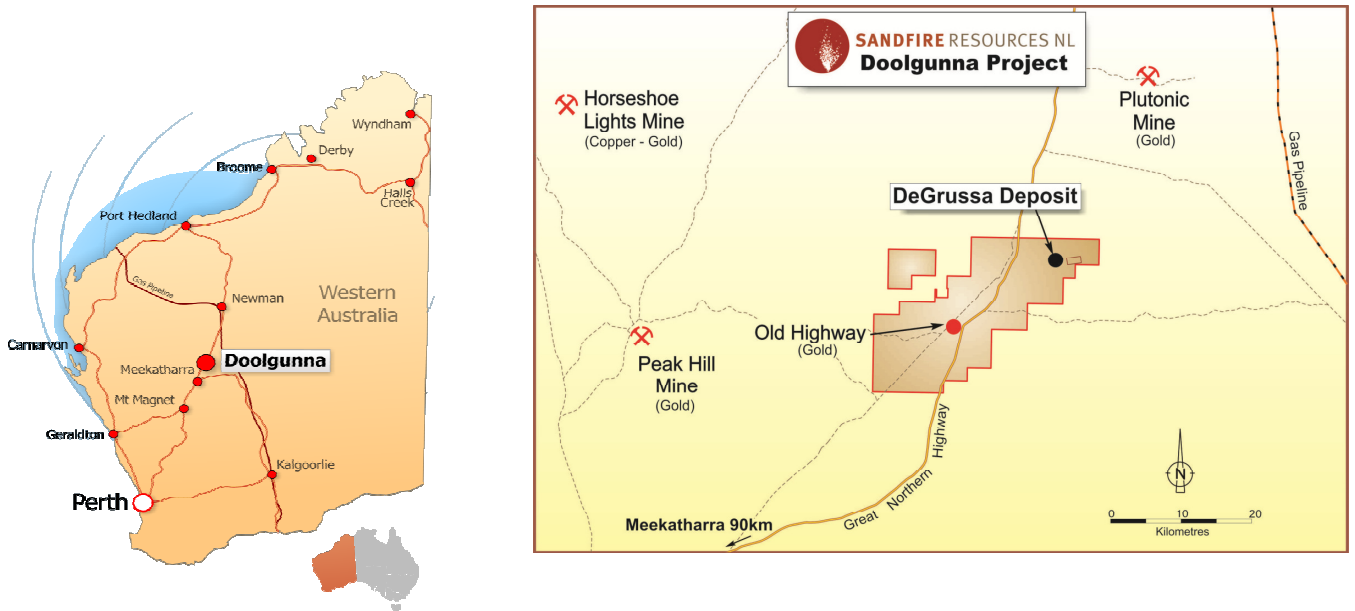 Wyndham
Derby
Broome
Halls
Creek
Port Hedland
Gas Pipeline
Newman
Western
Australia
Carnarvon
Doolgunna
Meekatharra
Mt Magnet
Geraldton
Kalgoorlie
Perth
SANDFIRE RESOURCES NL
Doolgunna Project
Horseshoe
Lights Mine
(Copper - Gold)
Plutonic
Mine
(Gold)
Gas Pipeline
DeGrussa Deposit
Old Highway
(Gold)
Peak Hill
Mine
(Gold)
Great Northern Highway
Meekatharra 90km
N
0 10 20
Kilometres